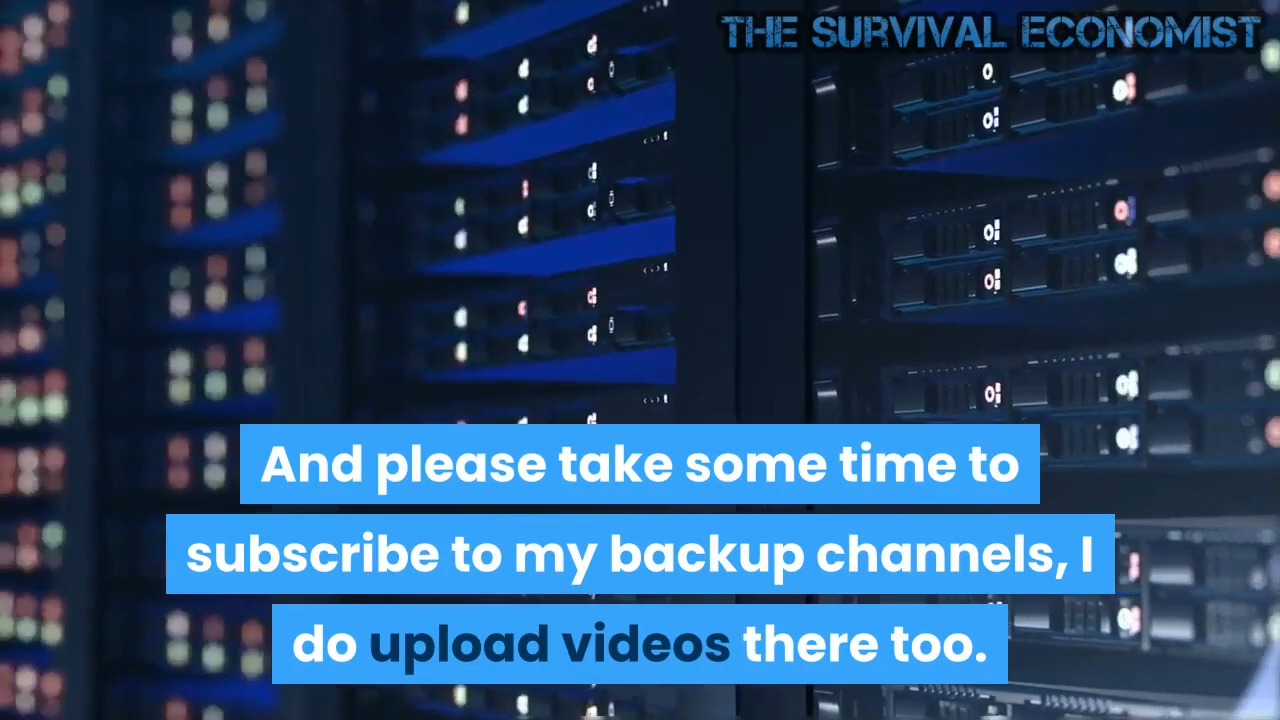 THE SURVIVAL ECONOMIST
And please take some time to
subscribe to my backup channels, I
do upload videos there too.